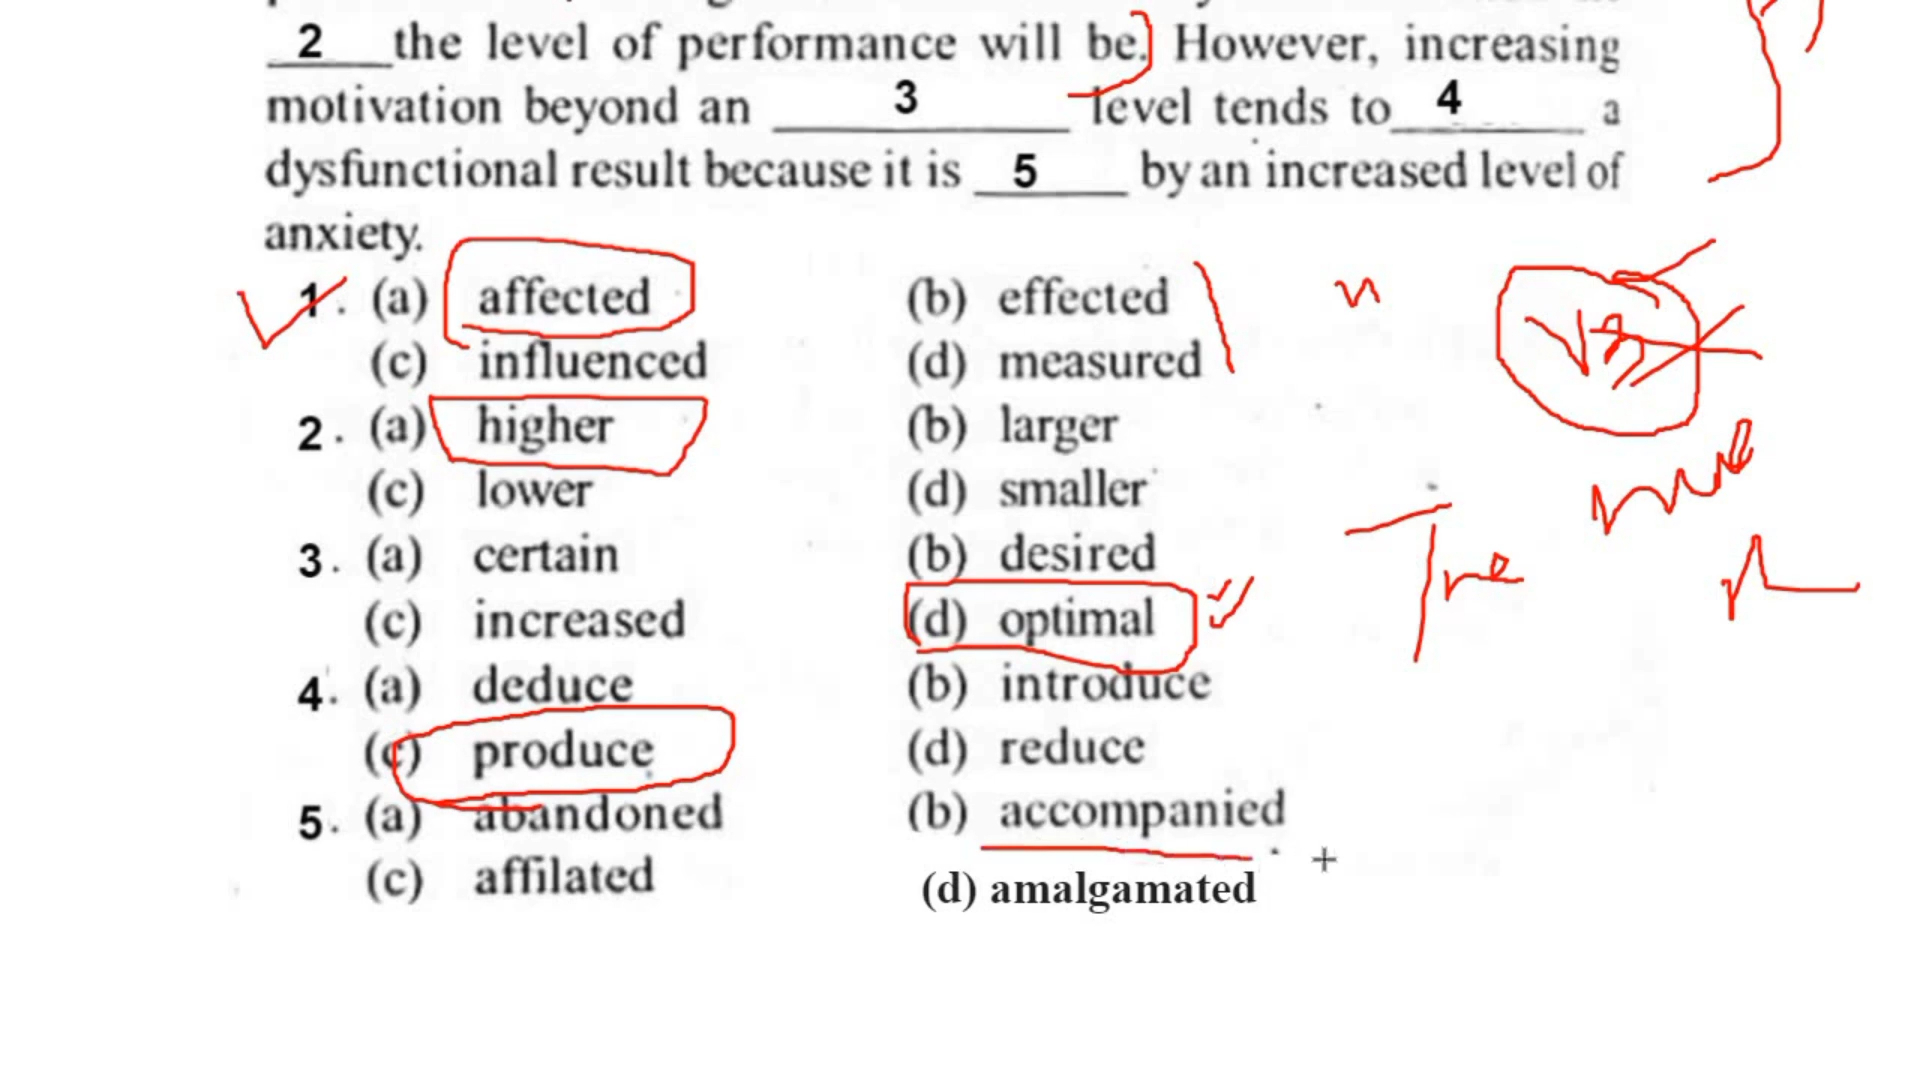 2 the level of performance will be. However, increasing
motivation beyond an 3 level tends to 4 a
dysfunctional result because it is 5 by an increased level of
anxiety.
1. (a) affected (b) effected
(c) influenced (d) measured
2. (a) higher (b) larger
(c) lower (d) smaller
3. (a) certain (b) desired
(c) increased (d) optimal
4. (a) deduce (b) introduce
(c) produce (d) reduce
5. (a) abandoned (b) accompanied
(c) affilated (d) amalgamated